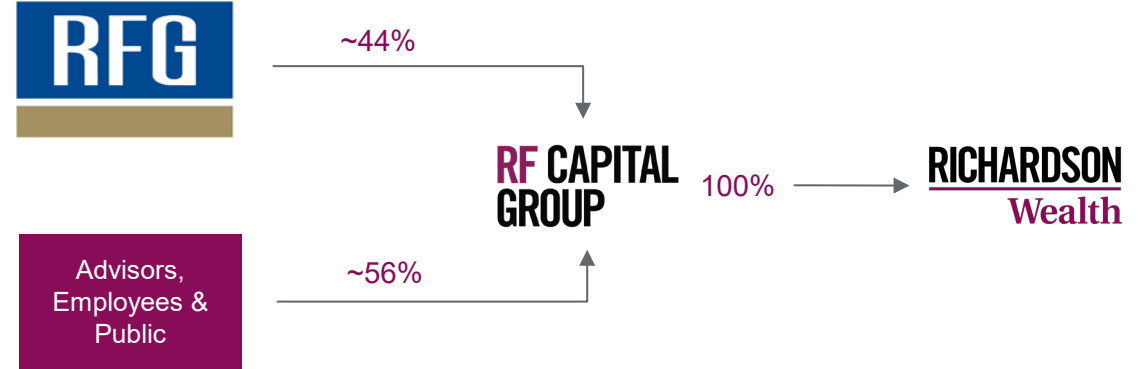 RFG
~44%
RF CAPITAL
GROUP
100%
RICHARDSON
Wealth
Advisors,
Employees &
Public
~56%